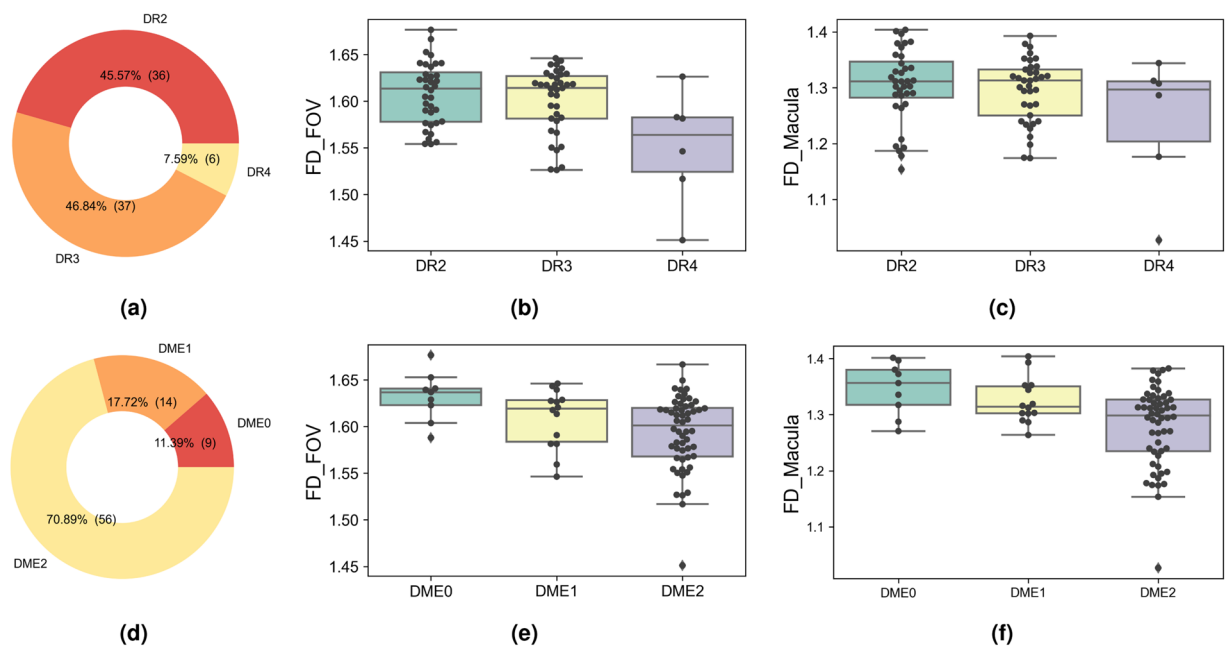 DR2
45.57% (36)
7.59% (6)
DR4
46.84% (37)
DR3
(a)
FD_FOV
1.65
1.60
1.55
1.50
1.45
DR2 DR3 DR4
(b)
FD_Macula
1.4
1.3
1.2
1.1
DR2 DR3 DR4
(c)
DME1
17.72% (14)
DME0
11.39% (9)
70.89% (56)
DME2
(d)
FD_FOV
1.65
1.60
1.55
1.50
1.45
DME0 DME1 DME2
(e)
FD_Macula
1.4
1.3
1.2
1.1
DME0 DME1 DME2
(f)